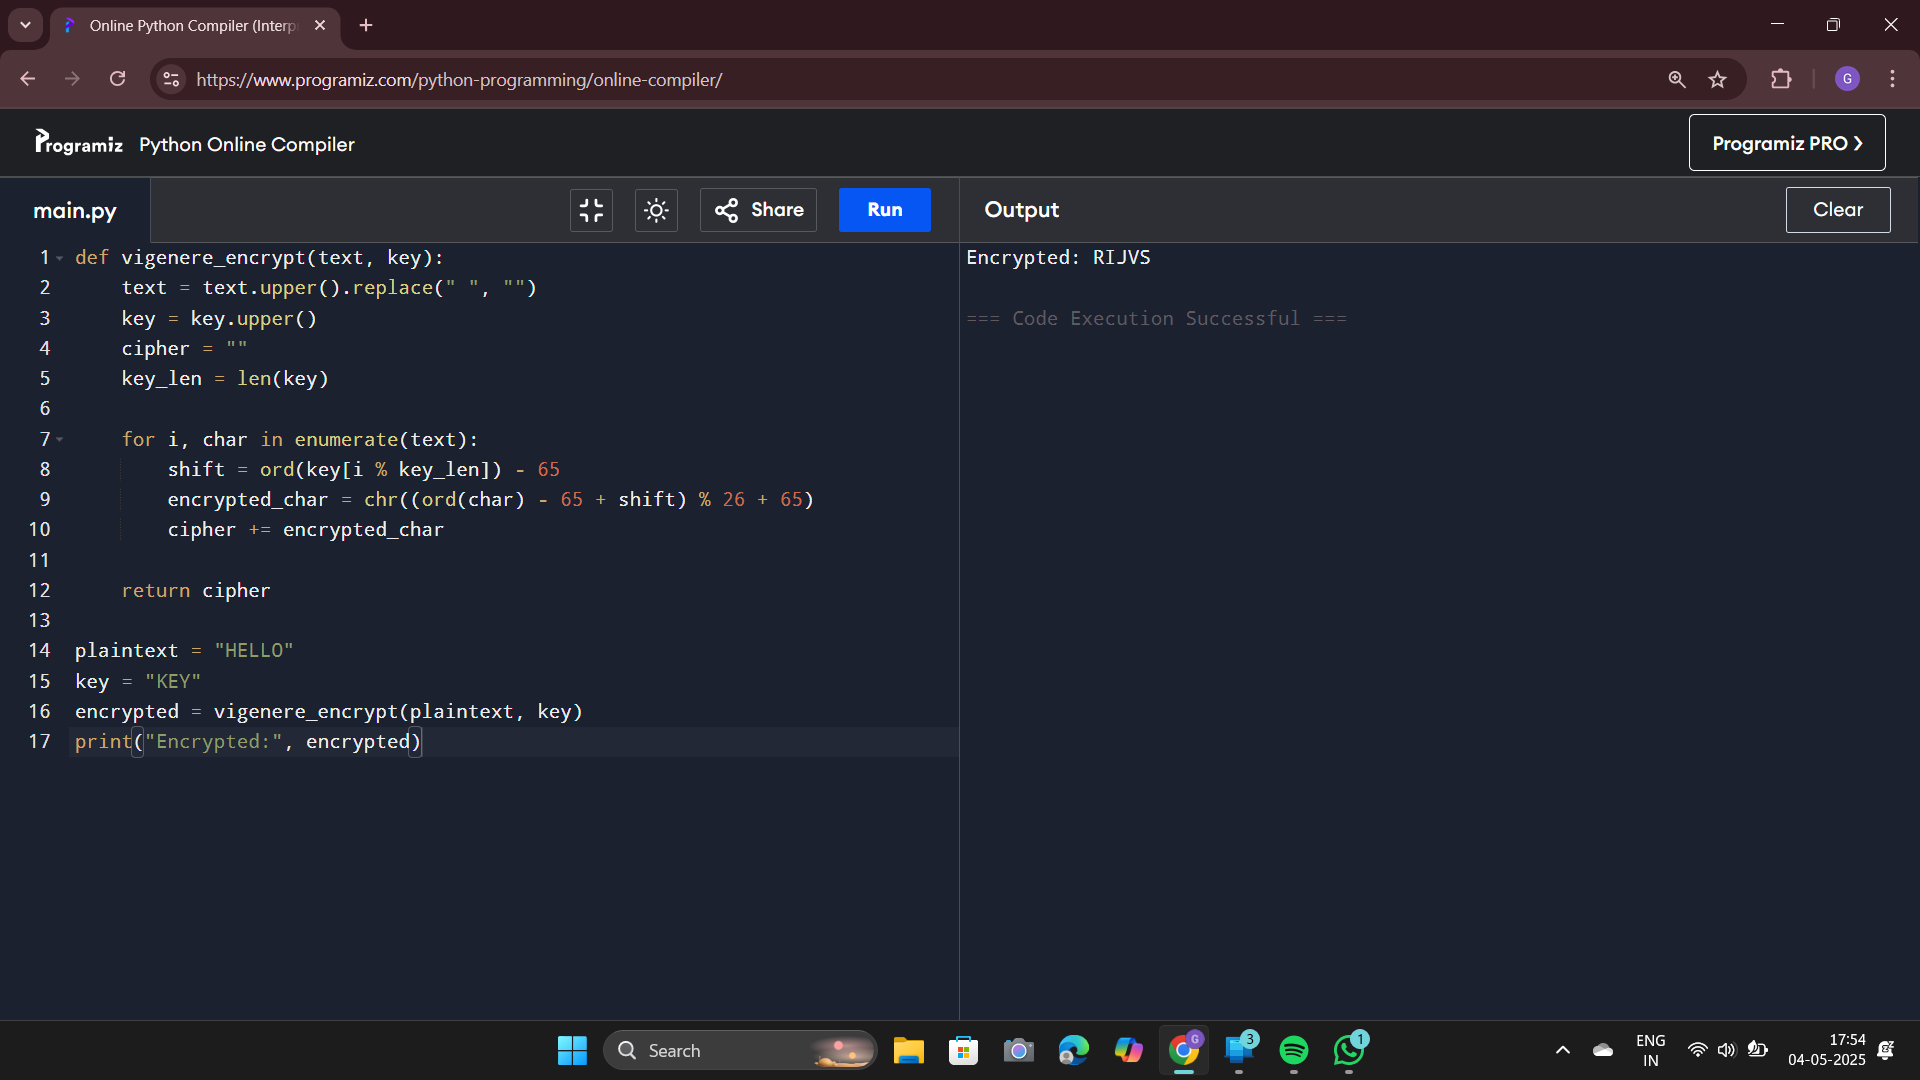 Online Python Compiler (Interp
https://www.programiz.com/python-programming/online-compiler/
G
Programiz Python Online Compiler
Programiz PRO ❯
main.py
Share
Run
Output
Clear
1 def vigenere_encrypt(text, key):
2     text = text.upper().replace(" ", "")
3     key = key.upper()
4     cipher = ""
5     key_len = len(key)
6
7     for i, char in enumerate(text):
8         shift = ord(key[i % key_len]) - 65
9         encrypted_char = chr((ord(char) - 65 + shift) % 26 + 65)
10         cipher += encrypted_char
11
12     return cipher
13
14 plaintext = "HELLO"
15 key = "KEY"
16 encrypted = vigenere_encrypt(plaintext, key)
17 print("Encrypted:", encrypted)
Encrypted: RIJVS
=== Code Execution Successful ===
Search
G
3
1
ENG
IN
17:54
04-05-2025